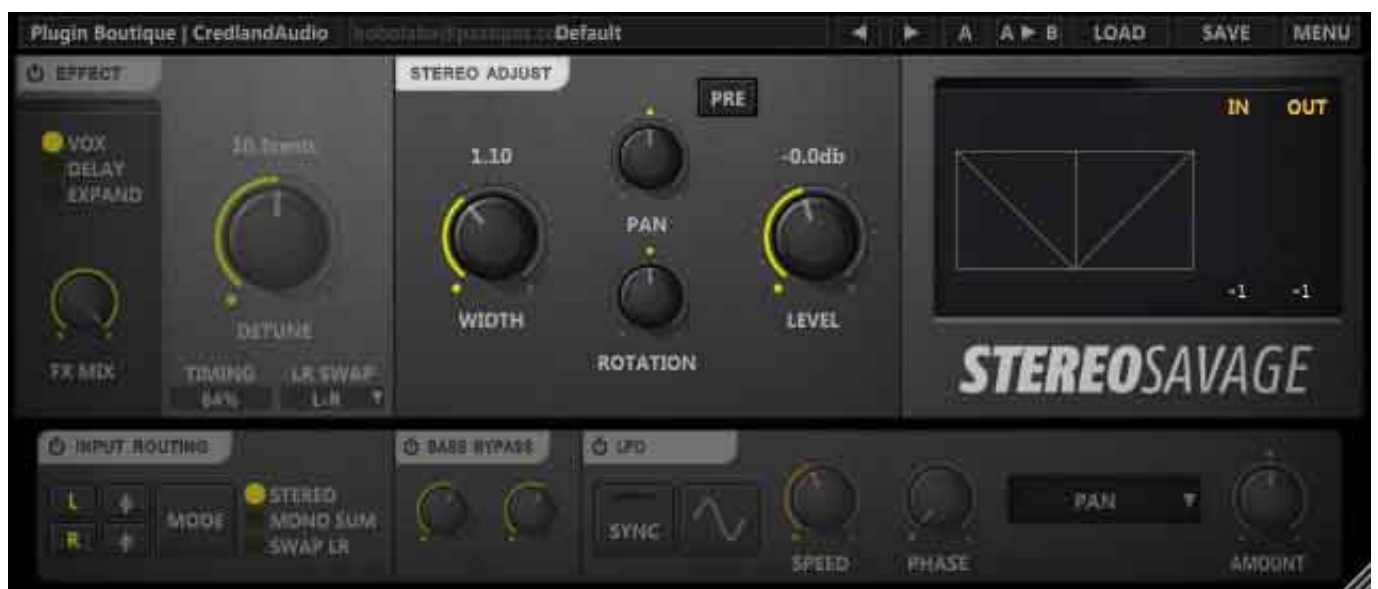 Plugin Boutique | CredlandAudio
Default
A
A ▶ B
LOAD
SAVE
MENU
EFFECT
VOX
DELAY
EXPAND
FX MIX
DETUNE
TIMING
64%
LR SWAP
L-R
STEREO ADJUST
PRE
1.10
WIDTH
PAN
ROTATION
-0.0db
LEVEL
IN OUT
-1 -1
STEREOSAVAGE
INPUT ROUTING
L
R
MODE
STEREO
MONO SUM
SWAP LR
BASS BYPASS
LFO
SYNC
SPEED
PHASE
PAN
AMOUNT